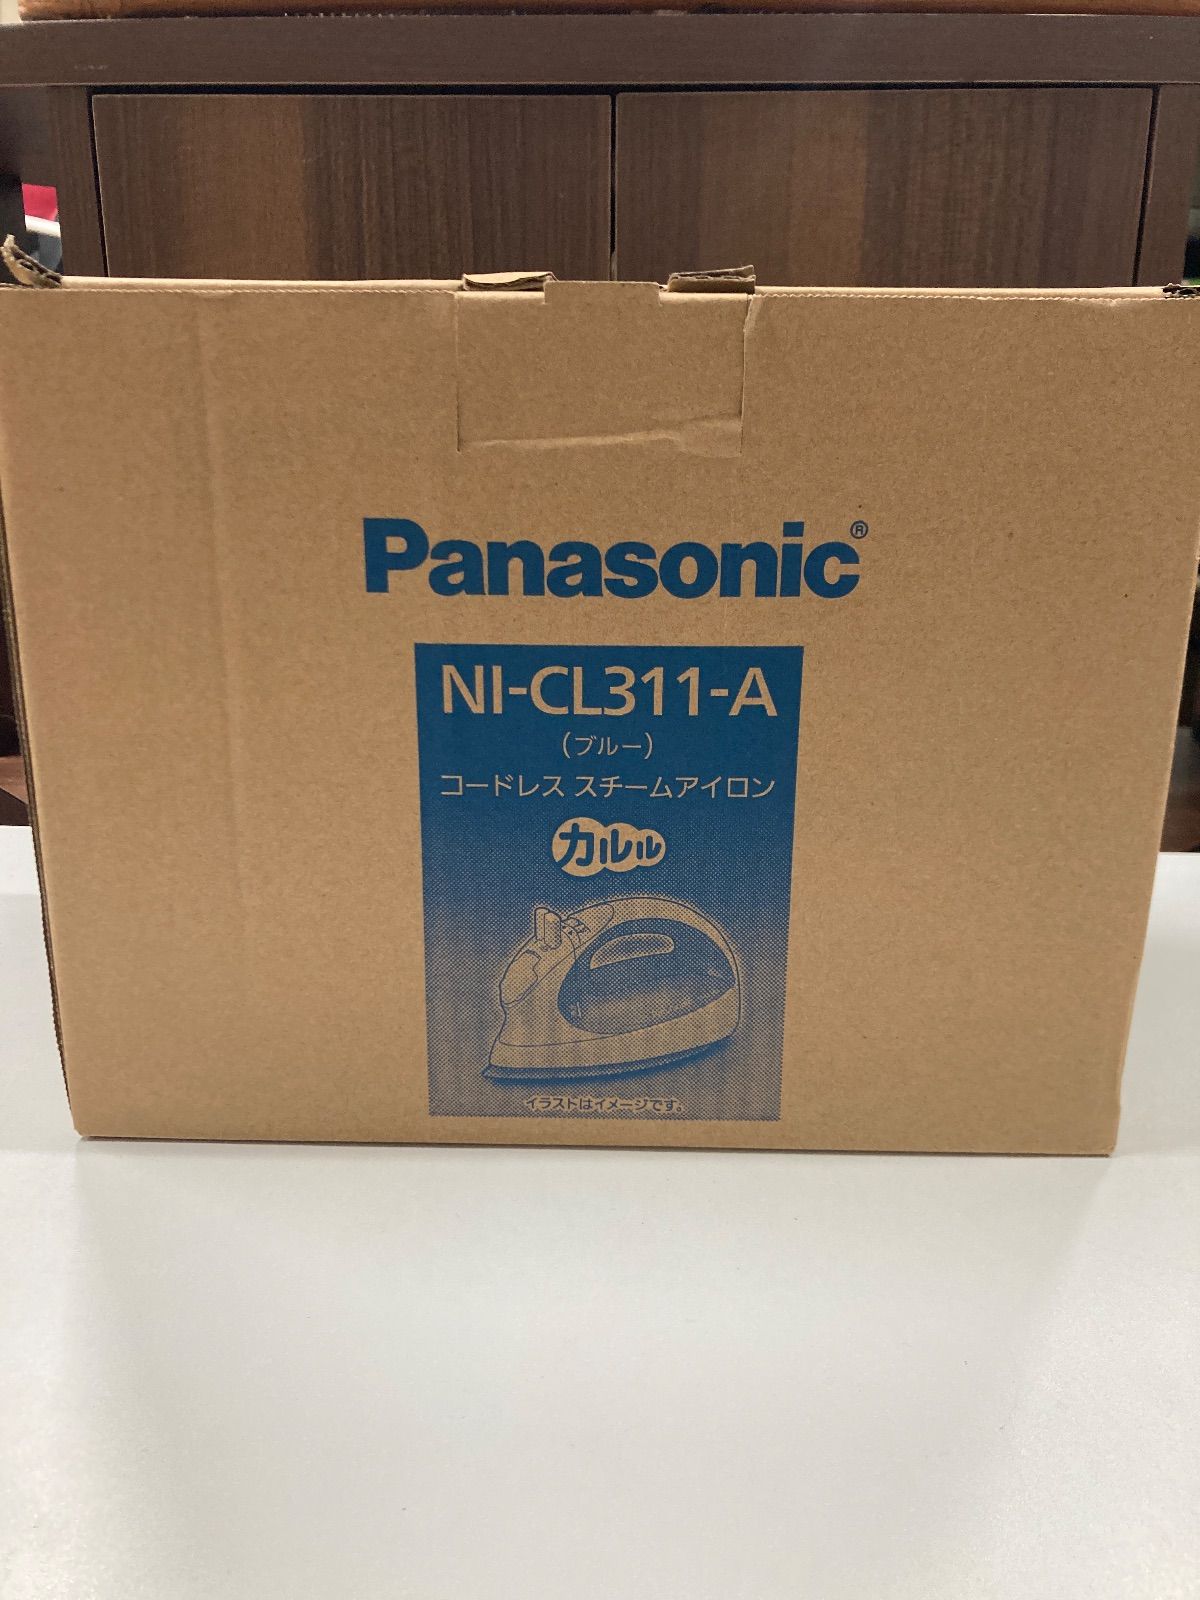 Panasonic®
NI-CL311-A
(ブルー)
コードレス スチームアイロン
カルル
イラストはイメージです。